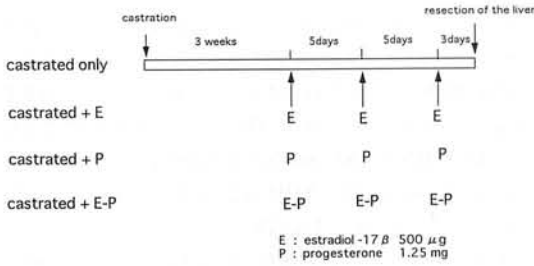 castration
resection of the liver
3 weeks 5days 5days 3days
castrated only
castrated + E E E E
castrated + P P P P
castrated + E-P E-P E-P E-P
E : estradiol -17 β 500 μg
P : progesterone 1.25 mg